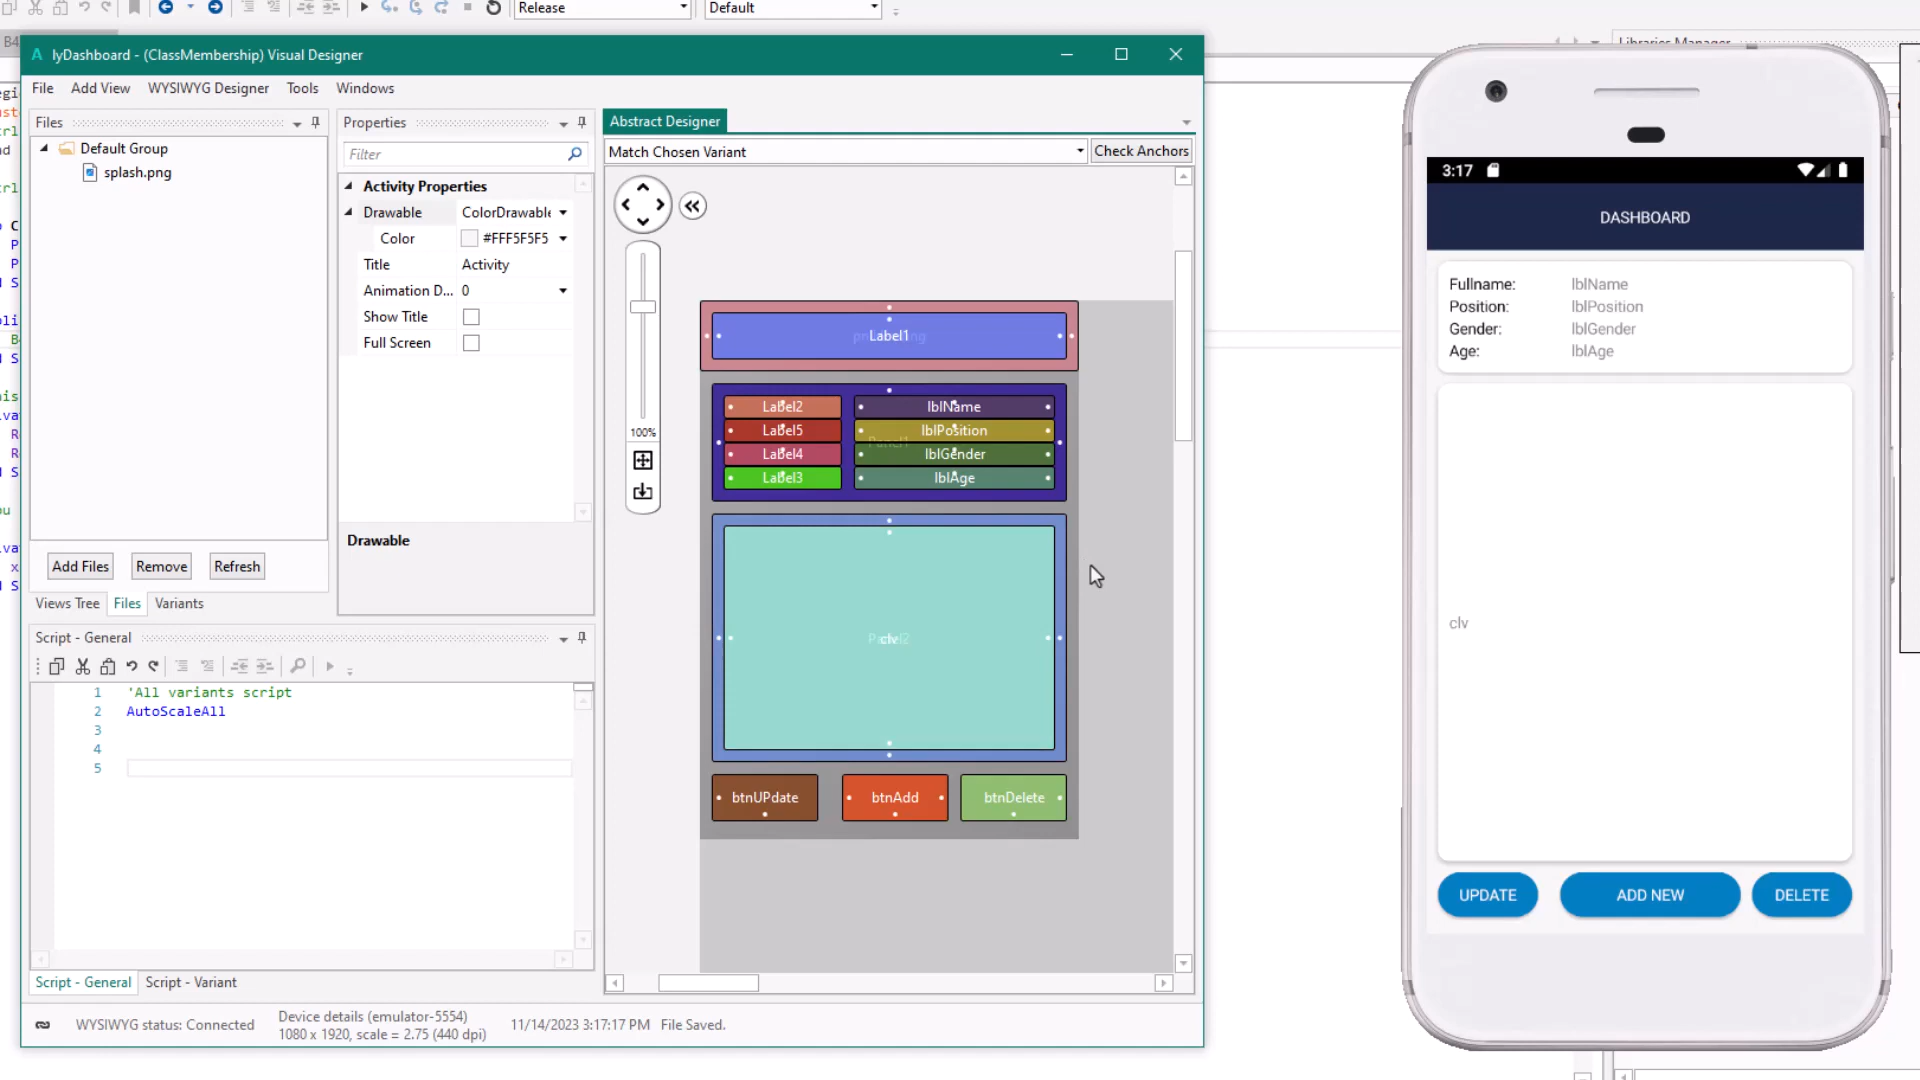 Release
Default
B4
Libraries Manager
A lyDashboard - (ClassMembership) Visual Designer
File Add View WYSIWYG Designer Tools Windows
Files
Default Group
splash.png
Add Files Remove Refresh
Views Tree Files Variants
Properties
Filter
Activity Properties
Drawable ColorDrawable
Color #FFF5F5F5
Title Activity
Animation D... 0
Show Title
Full Screen
Drawable
Script - General
1 'All variants script
2 AutoScaleAll
3
4
5
Script - General Script - Variant
Abstract Designer
Match Chosen Variant Check Anchors
100%
Label1
Label2 lblName
Label5 lblPosition
Label4 lblGender
Label3 lblAge
Panel1
clv
Panel2
btnUPdate btnAdd btnDelete
WYSIWYG status: Connected
Device details (emulator-5554)
1080 x 1920, scale = 2.75 (440 dpi)
11/14/2023 3:17:17 PM File Saved.
3:17
DASHBOARD
Fullname: lblName
Position: lblPosition
Gender: lblGender
Age: lblAge
clv
UPDATE ADD NEW DELETE